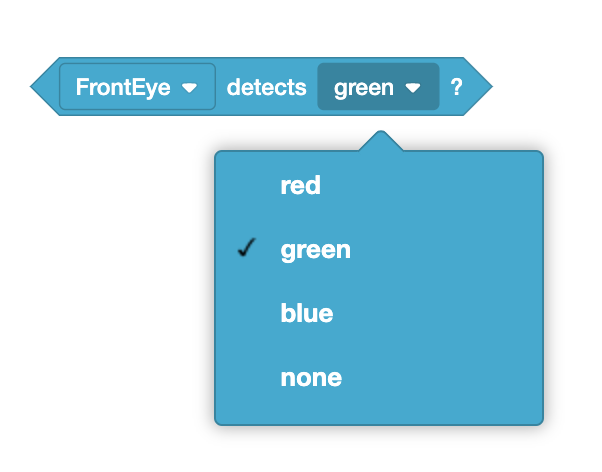 FrontEye detects green ?
red
green
blue
none